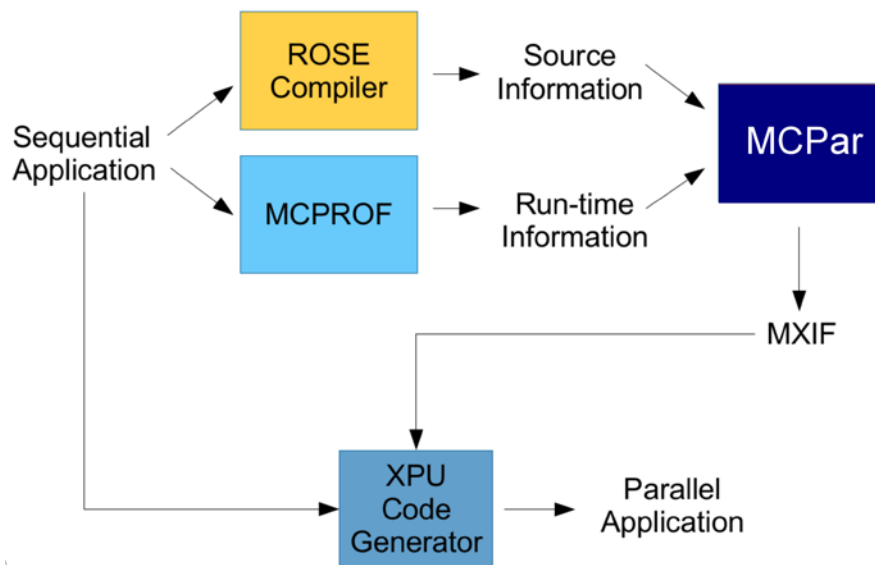 ROSE
Compiler
Source
Information
MCPar
Sequential
Application
MCPROF
Run-time
Information
MXIF
XPU
Code
Generator
Parallel
Application